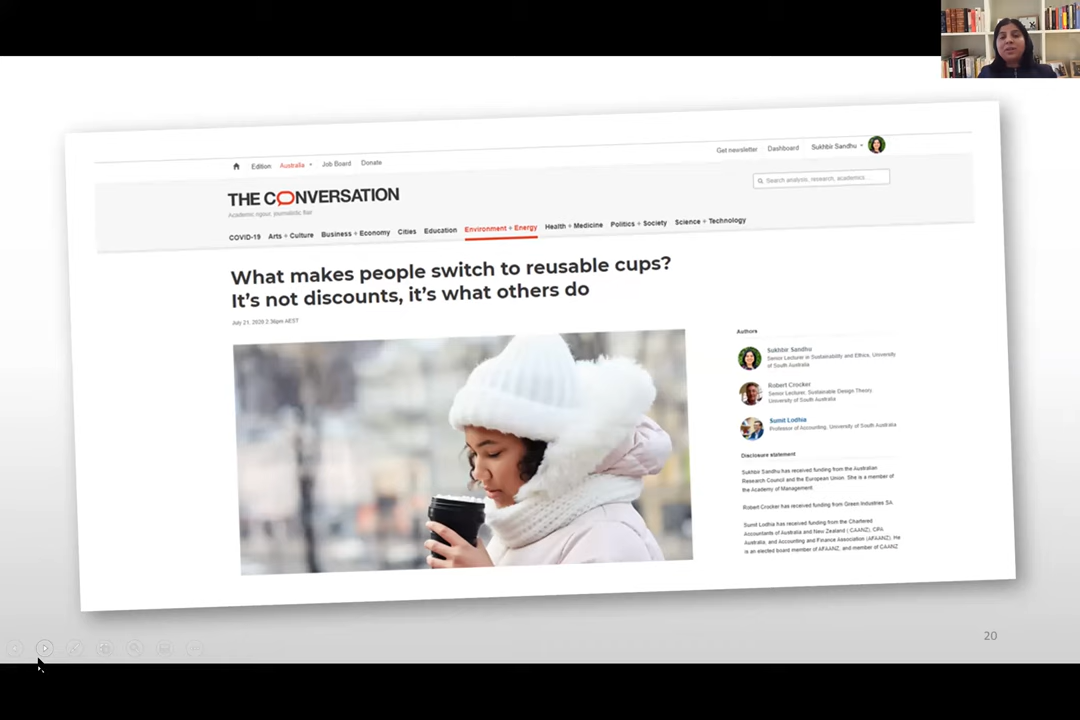 Edition Australia Job Board Donate
Get newsletter Dashboard Sukhbir Sandhu
THE CONVERSATION
Academic rigour, journalistic flair
Search analysis, research, academics…
COVID-19 Arts + Culture Business + Economy Cities Education Environment + Energy Health + Medicine Politics + Society Science + Technology
What makes people switch to reusable cups?
It's not discounts, it's what others do
July 21, 2020 2:36pm AEST
Authors
Sukhbir Sandhu
Senior Lecturer in Sustainability and Ethics, University
of South Australia
Robert Crocker
Senior Lecturer, Sustainable Design Theory
University of South Australia
Sumit Lodhia
Professor of Accounting, University of South Australia
Disclosure statement
Sukhbir Sandhu has received funding from the Australian
Research Council and the European Union. She is a member of
the Academy of Management
Robert Crocker has received funding from Green Industries SA.
Sumit Lodhia has received funding from the Chartered
Accountants of Australia and New Zealand (CAANZ), CPA
Australia, and Accounting and Finance Association (AFAANZ). He
is an elected board member of AFAANZ, and member of CAANZ
20